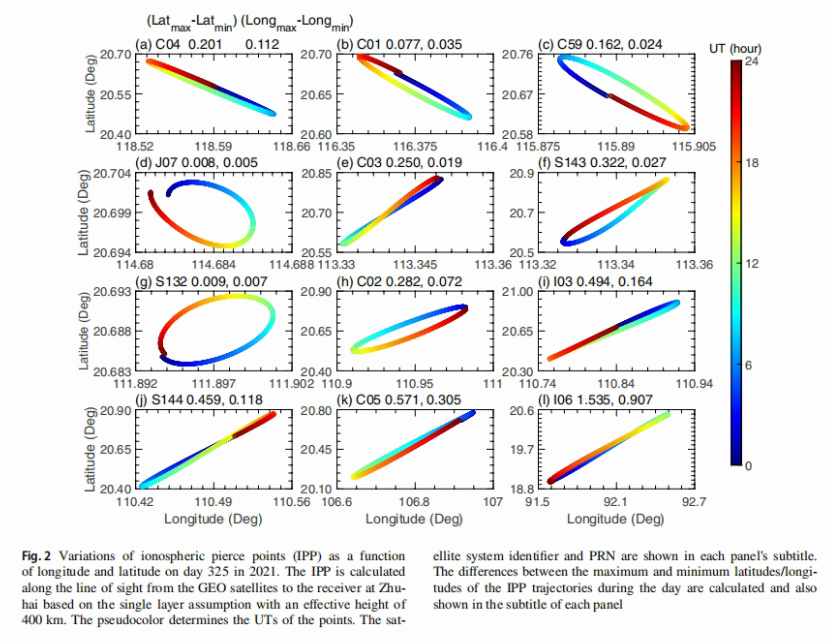 (Latmax-Latmin) (Longmax-Longmin)
(a) C04 0.201 0.112
(b) C01 0.077, 0.035
(c) C59 0.162, 0.024
UT (hour)
20.70
20.55
20.40
118.52 118.59 118.66
20.70
20.65
20.60
116.35 116.375 116.4
20.76
20.67
20.58
115.875 115.89 115.905
Latitude (Deg)
(d) J07 0.008, 0.005
(e) C03 0.250, 0.019
(f) S143 0.322, 0.027
20.704
20.699
20.694
114.68 114.684 114.688
20.85
20.70
20.55
113.33 113.345 113.36
20.9
20.7
20.5
113.32 113.34 113.36
Latitude (Deg)
(g) S132 0.009, 0.007
(h) C02 0.282, 0.072
(i) I03 0.494, 0.164
20.693
20.688
20.683
111.892 111.897 111.902
20.90
20.65
20.40
110.9 110.95 111
21.00
20.65
20.30
110.74 110.84 110.94
Latitude (Deg)
(j) S144 0.459, 0.118
(k) C05 0.571, 0.305
(l) I06 1.535, 0.907
20.90
20.65
20.40
110.42 110.49 110.56
20.80
20.45
20.10
106.6 106.8 107
20.6
19.7
18.8
91.5 92.1 92.7
Latitude (Deg)
Longitude (Deg)
Longitude (Deg)
Longitude (Deg)
24
18
12
6
0
Fig. 2 Variations of ionospheric pierce points (IPP) as a function
of longitude and latitude on day 325 in 2021. The IPP is calculated
along the line of sight from the GEO satellites to the receiver at Zhu-
hai based on the single layer assumption with an effective height of
400 km. The pseudocolor determines the UTs of the points. The sat-
ellite system identifier and PRN are shown in each panel's subtitle.
The differences between the maximum and minimum latitudes/longi-
tudes of the IPP trajectories during the day are calculated and also
shown in the subtitle of each panel